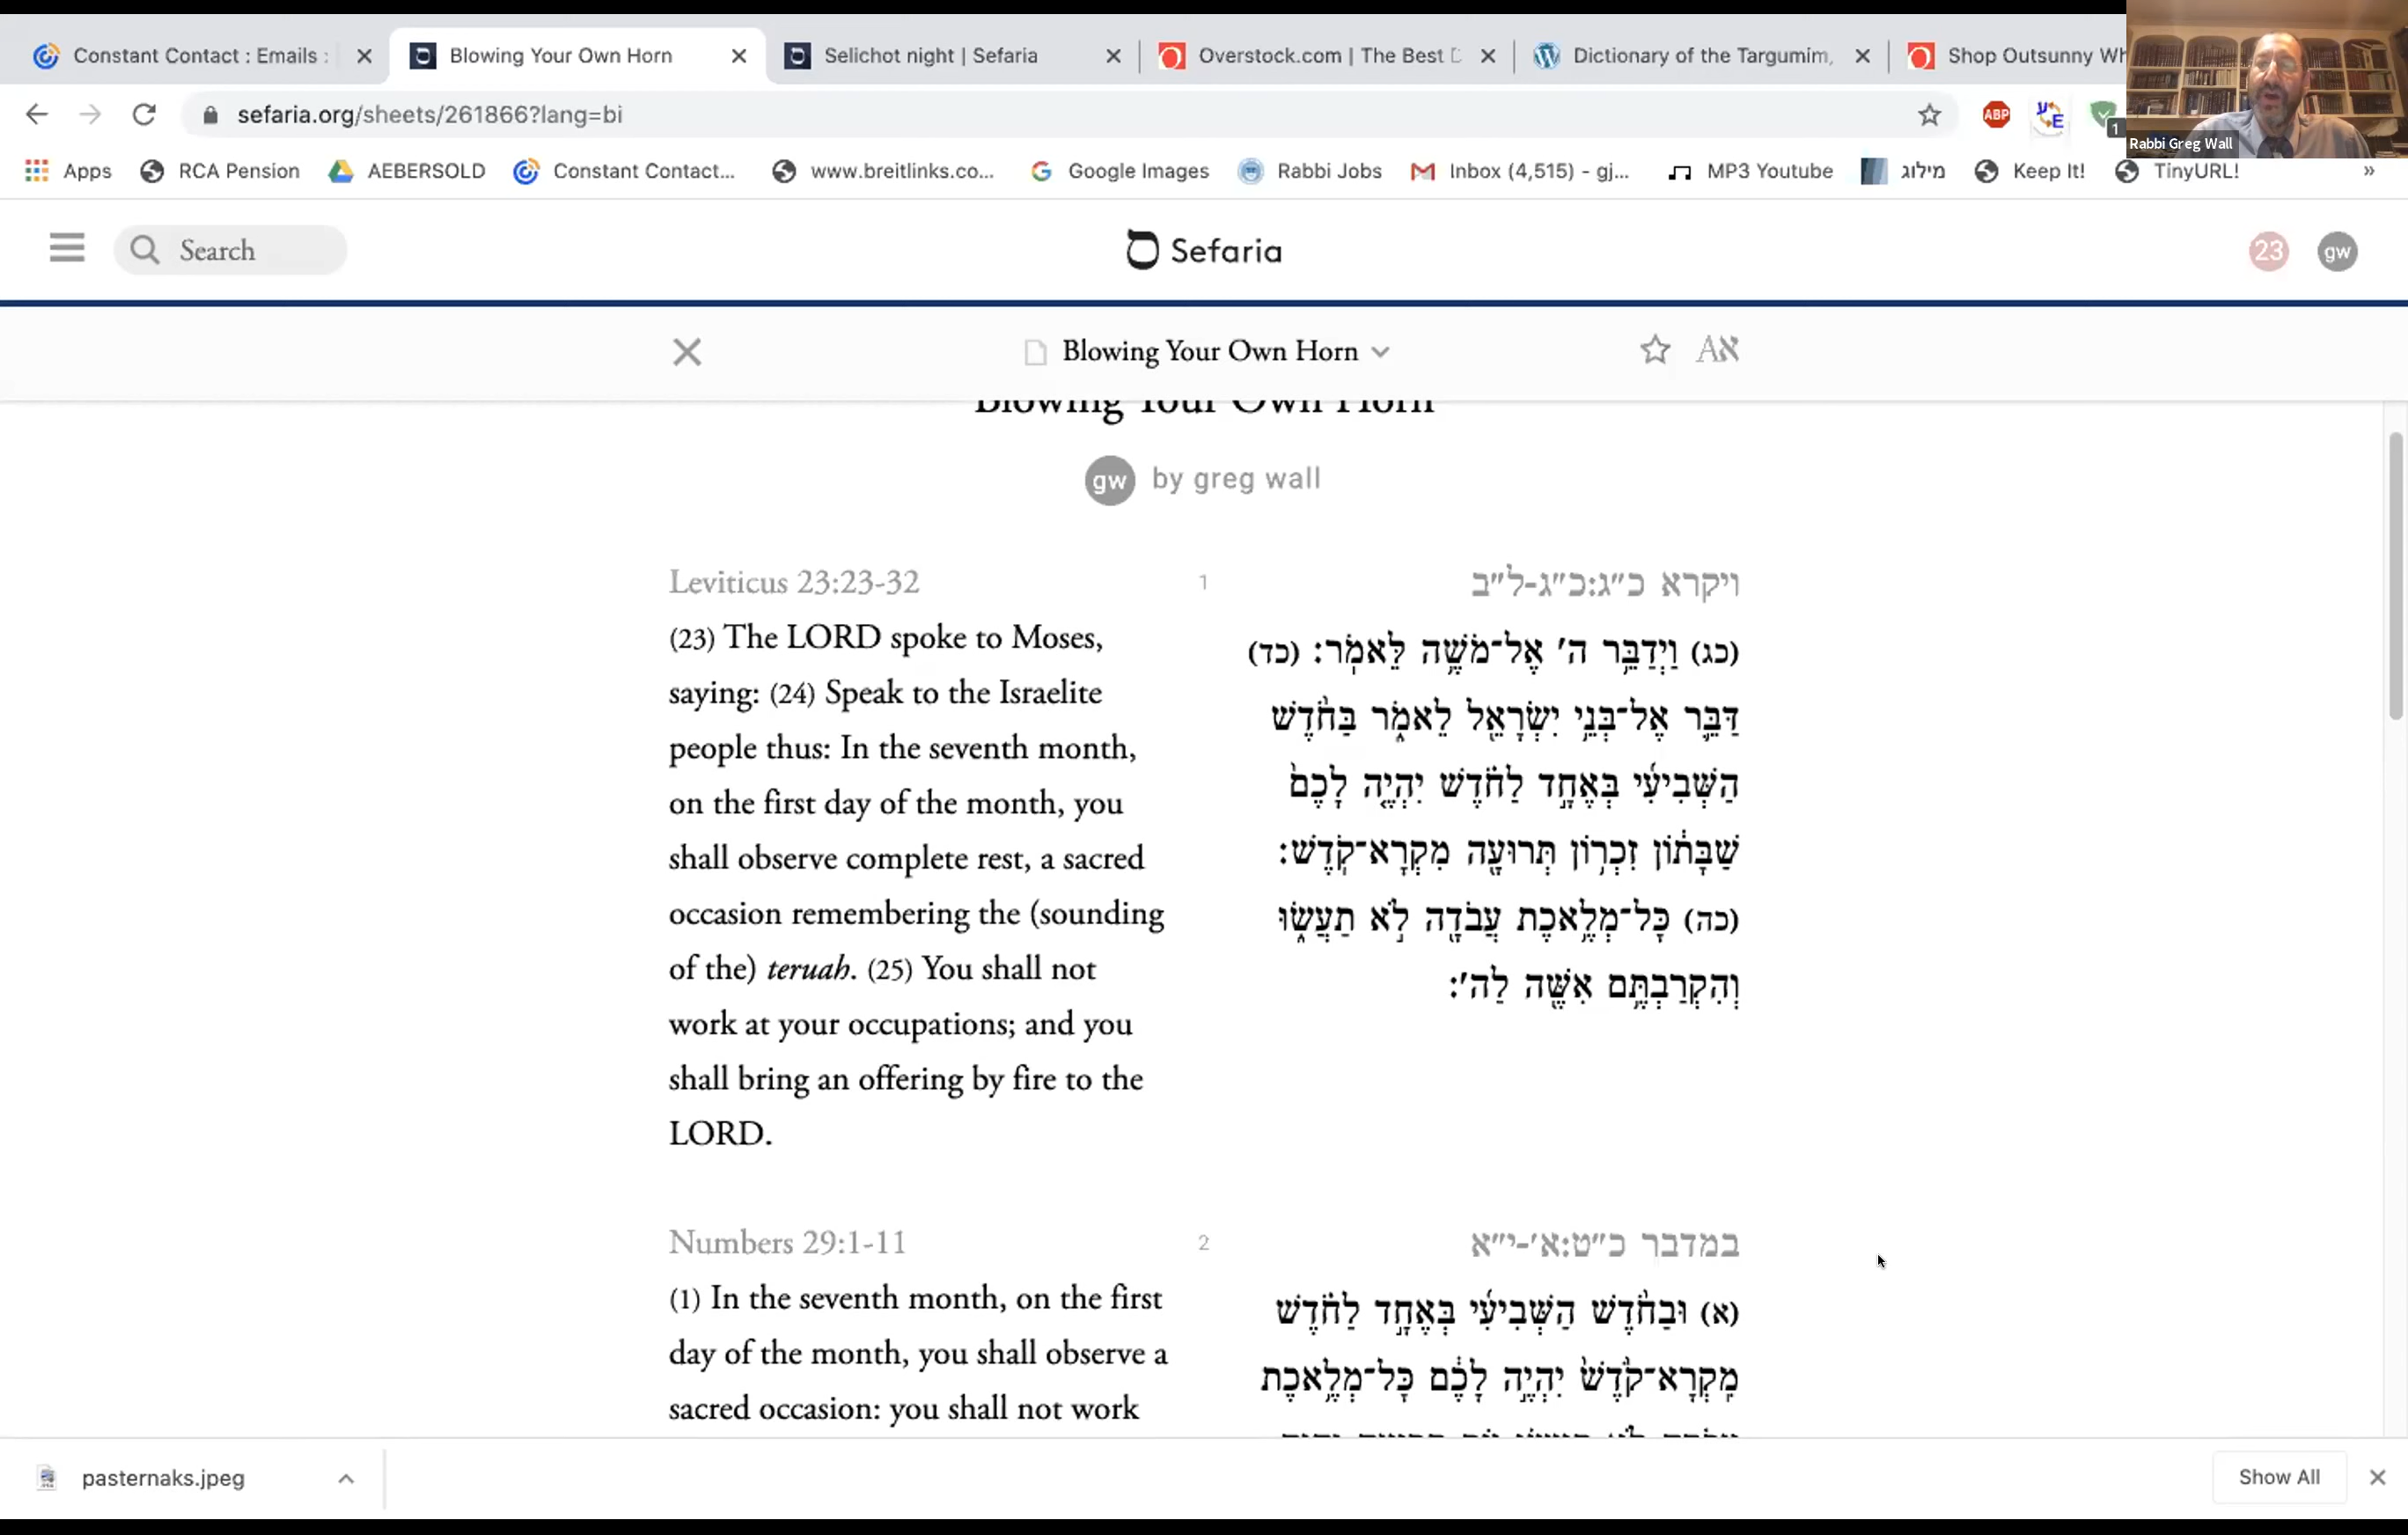 Constant Contact : Emails :
Blowing Your Own Horn
Selichot night | Sefaria
Overstock.com | The Best D
Dictionary of the Targumim,
Shop Outsunny Wh
sefaria.org/sheets/261866?lang=bi
ABP
1
Rabbi Greg Wall
Apps
RCA Pension
AEBERSOLD
Constant Contact...
www.breitlinks.co...
Google Images
Rabbi Jobs
Inbox (4,515) - gj...
MP3 Youtube
מילוג
Keep It!
TinyURL!
»
Search
Sefaria
23
gw
Blowing Your Own Horn
Aא
Blowing Your Own Horn
gw by greg wall
Leviticus 23:23-32
(23) The LORD spoke to Moses,
saying: (24) Speak to the Israelite
people thus: In the seventh month,
on the first day of the month, you
shall observe complete rest, a sacred
occasion remembering the (sounding
of the) teruah. (25) You shall not
work at your occupations; and you
shall bring an offering by fire to the
LORD.
1
ויקרא כ״ג:כ״ג-ל״ב
(כג) וַיְדַבֵּ֥ר ה' אֶל־מֹשֶׁ֥ה לֵּאמֹֽר׃ (כד)
דַּבֵּ֛ר אֶל־בְּנֵ֥י יִשְׂרָאֵ֖ל לֵאמֹ֑ר בַּחֹ֨דֶשׁ
הַשְּׁבִיעִ֜י בְּאֶחָ֣ד לַחֹ֗דֶשׁ יִהְיֶ֤ה לָכֶם֙
שַׁבָּת֔וֹן זִכְר֥וֹן תְּרוּעָ֖ה מִקְרָא־קֹֽדֶשׁ׃
(כה) כָּל־מְלֶ֥אכֶת עֲבֹדָ֖ה לֹ֣א תַעֲשׂ֑וּ
וְהִקְרַבְתֶּ֥ם אִשֶּׁ֖ה לַה'׃
Numbers 29:1-11
(1) In the seventh month, on the first
day of the month, you shall observe a
sacred occasion: you shall not work
2
במדבר כ״ט:א׳-י״א
(א) וּבַחֹ֨דֶשׁ הַשְּׁבִיעִ֜י בְּאֶחָ֣ד לַחֹ֗דֶשׁ
מִֽקְרָא־קֹ֙דֶשׁ֙ יִהְיֶ֣ה לָכֶ֔ם כָּל־מְלֶ֥אכֶת
pasternaks.jpeg
Show All